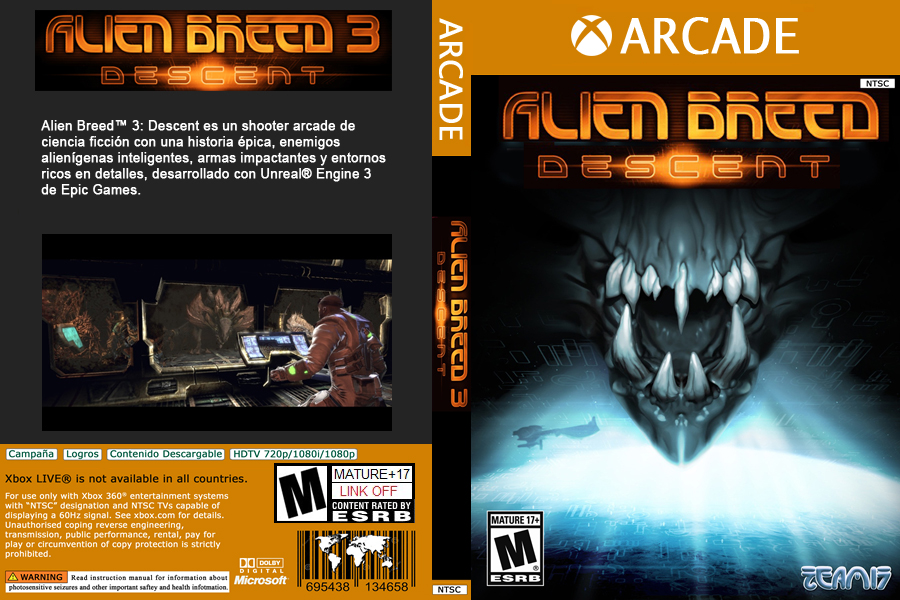 ALIEN BREED 3
DESCENT
Alien Breed™ 3: Descent es un shooter arcade de
ciencia ficción con una historia épica, enemigos
alienígenas inteligentes, armas impactantes y entornos
ricos en detalles, desarrollado con Unreal® Engine 3
de Epic Games.
Campaña Logros Contenido Descargable HDTV 720p/1080i/1080p
Xbox LIVE® is not available in all countries.
For use only with Xbox 360® entertainment systems
with “NTSC” designation and NTSC TVs capable of
displaying a 60Hz signal. See xbox.com for details.
Unauthorised coping reverse engineering,
transmission, public performance, rental, pay for
play or circumvention of copy protection is strictly
prohibited.
WARNING Read instruction manual for information about
photosensitive seizures and other important saftey and health infotmation.
M
MATURE+17
LINK OFF
CONTENT RATED BY
ESRB
DOLBY
DIGITAL
Microsoft®
695438 134658
ARCADE
ALIEN BREED 3
DESCENT
NTSC
ARCADE
NTSC
ALIEN BREED
DESCENT
MATURE 17+
M
ESRB
TEAM17